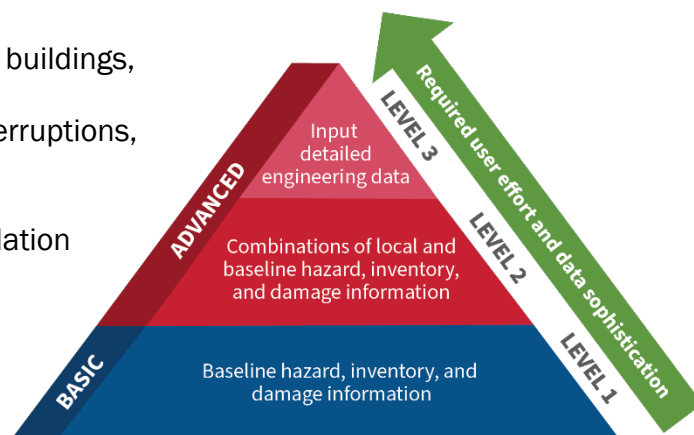 buildings,
erruptions,
lation
ADVANCED
BASIC
Input
detailed
engineering data
Combinations of local and
baseline hazard, inventory,
and damage information
Baseline hazard, inventory, and
damage information
LEVEL 3
LEVEL 2
LEVEL 1
Required user effort and data sophistication